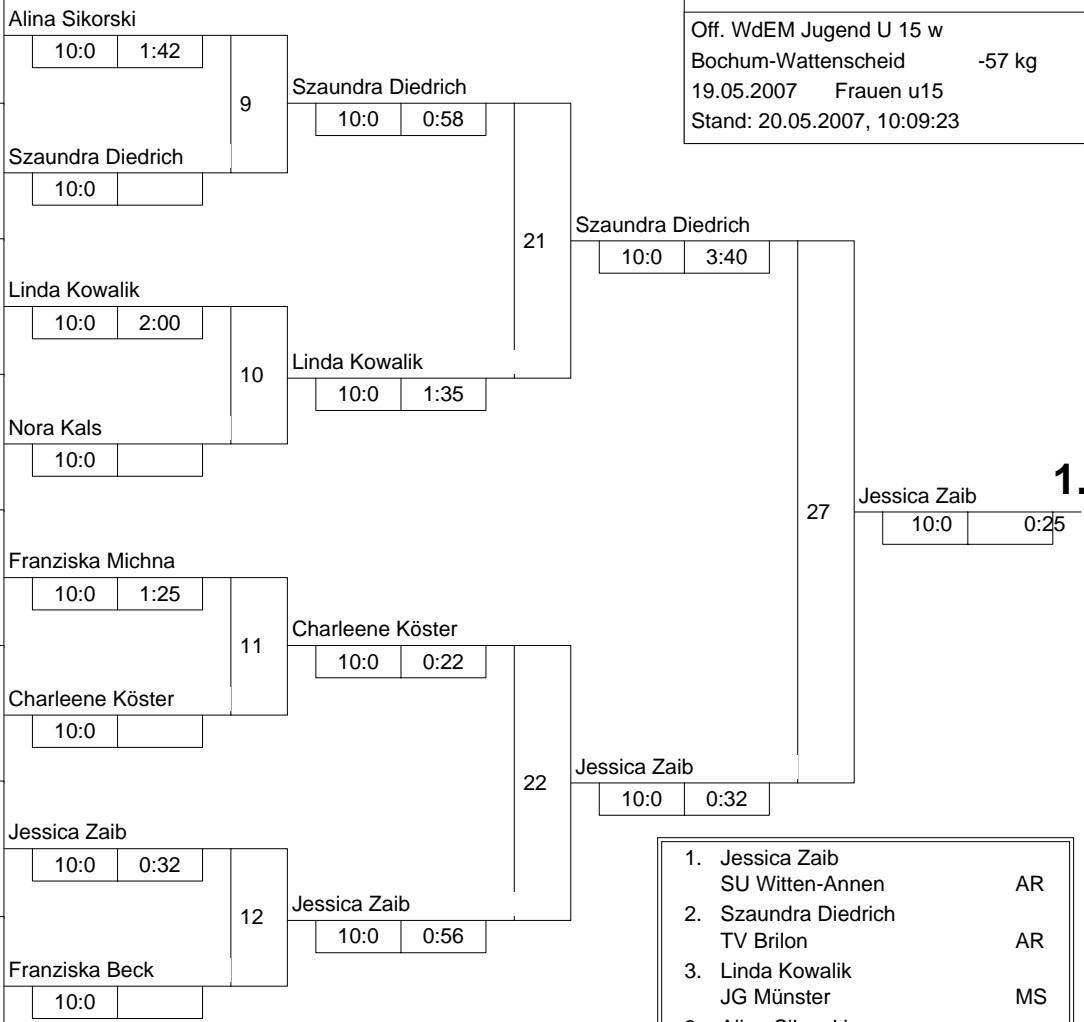 Alina Sikorski
10:0 1:42
9
Szaundra Diedrich
10:0
Szaundra Diedrich
10:0 0:58
21
Linda Kowalik
10:0 2:00
10
Nora Kals
10:0
Linda Kowalik
10:0 1:35
Szaundra Diedrich
10:0 3:40
27
Franziska Michna
10:0 1:25
11
Charleene Köster
10:0
Charleene Köster
10:0 0:22
22
Jessica Zaib
10:0 0:32
12
Franziska Beck
10:0
Jessica Zaib
10:0 0:56
Jessica Zaib
10:0 0:32
Jessica Zaib 1.
10:0 0:25
Off. WdEM Jugend U 15 w
Bochum-Wattenscheid -57 kg
19.05.2007 Frauen u15
Stand: 20.05.2007, 10:09:23
1. Jessica Zaib
SU Witten-Annen AR
2. Szaundra Diedrich
TV Brilon AR
3. Linda Kowalik
JG Münster MS